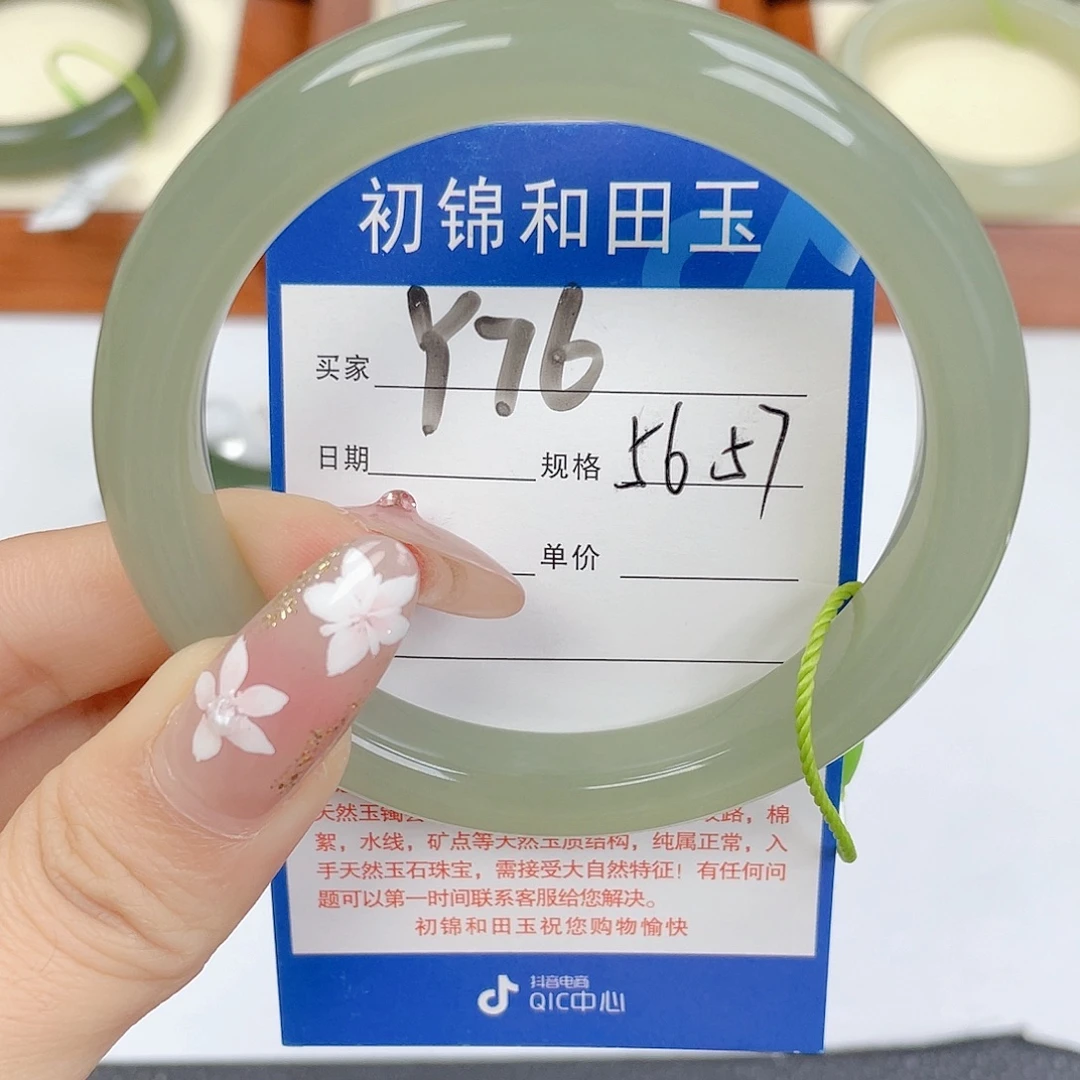 初锦和田玉
买家 Y76
日期 规格 56 57
单价
天然玉镯 路，棉
絮，水线，矿点等天然玉质结构，纯属正常，入
手天然玉石珠宝，需接受大自然特征！有任何问
题可以第一时间联系客服给您解决。
初锦和田玉祝您购物愉快
抖音电商
QIC中心